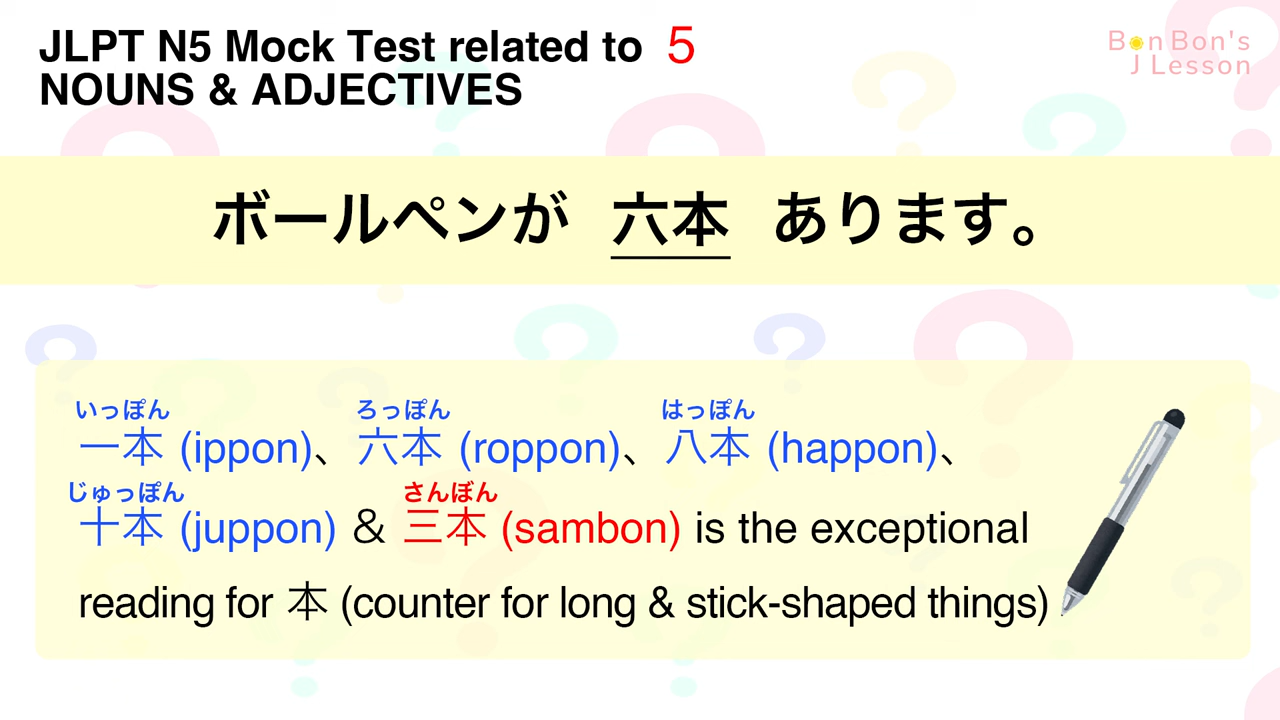 JLPT N5 Mock Test related to 5
NOUNS & ADJECTIVES
BonBon's
J Lesson
ボールペンが 六本 あります。
いっぽん ろっぽん はっぽん
一本 (ippon)、六本 (roppon)、八本 (happon)、
じゅっぽん さんぼん
十本 (juppon) & 三本 (sambon) is the exceptional
reading for 本 (counter for long & stick-shaped things)